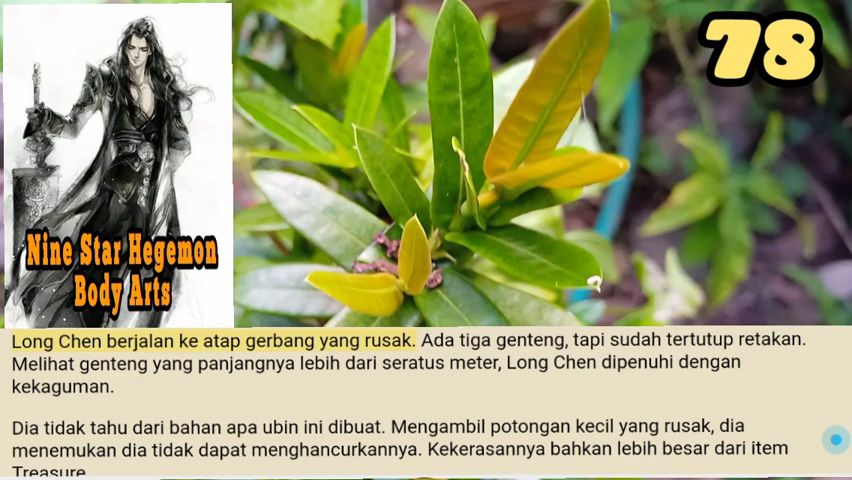 78
Nine Star Hegemon
Body Arts
Long Chen berjalan ke atap gerbang yang rusak. Ada tiga genteng, tapi sudah tertutup retakan.
Melihat genteng yang panjangnya lebih dari seratus meter, Long Chen dipenuhi dengan
kekaguman.
Dia tidak tahu dari bahan apa ubin ini dibuat. Mengambil potongan kecil yang rusak, dia
menemukan dia tidak dapat menghancurkannya. Kekerasannya bahkan lebih besar dari item
Treasure